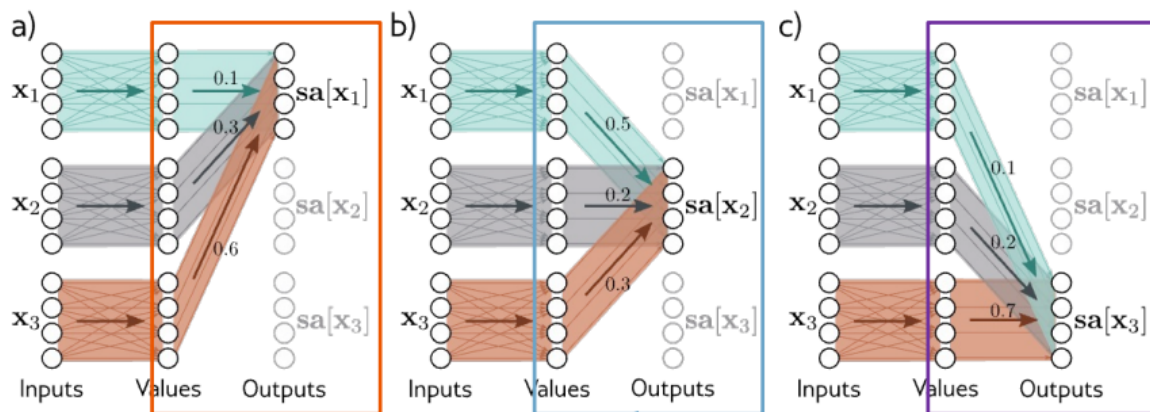 a)
x₁
0.1
sa[x₁]
0.3
x₂
sa[x₂]
0.6
x₃
sa[x₃]
Inputs
Values
Outputs
b)
x₁
sa[x₁]
0.5
x₂
0.2
sa[x₂]
0.3
x₃
sa[x₃]
Inputs
Values
Outputs
c)
x₁
sa[x₁]
0.1
x₂
sa[x₂]
0.2
x₃
0.7
sa[x₃]
Inputs
Values
Outputs